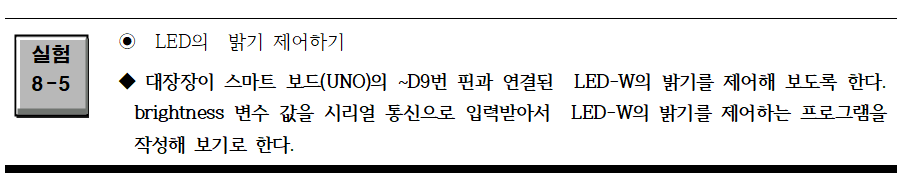 실험
8-5
◉ LED의 밝기 제어하기
◆ 대장장이 스마트 보드(UNO)의 ~D9번 핀과 연결된 LED-W의 밝기를 제어해 보도록 한다.
brightness 변수 값을 시리얼 통신으로 입력받아서 LED-W의 밝기를 제어하는 프로그램을
작성해 보기로 한다.